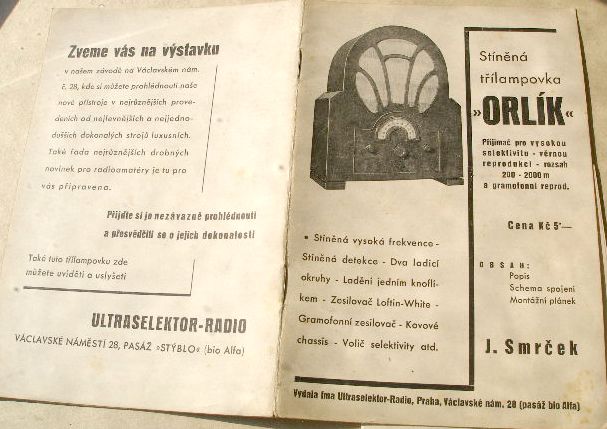 Zveme vás na výstavku
v našem závodě na Václavském nám.
č. 28, kde si můžete prohlédnouti naše
nové přístroje v nejrůznějších prove-
deních od nejlevnějších a nejjedno-
dušších dokonalých strojů luxusních.
Také řada nejrůznějších drobných
novinek pro radioamatéry je tu pro
vás připravena.
Přijďte si je nezávazně prohlédnouti
a přesvědčiti se o jejich dokonalosti
Také tuto třílampovku zde
můžete uviděti a uslyšeti
ULTRASELEKTOR-RADIO
VÁCLAVSKÉ NÁMĚSTÍ 28, PASÁŽ »STÝBLO« (bio Alfa)
Stíněná
třílampovka
»ORLÍK«
Přijimač pro vysokou
selektivitu - věrnou
reprodukci - rozsah
200 - 2000 m
a gramofonní reprod.
Cena Kč 5·—
OBSAH:
Popis
Schema spojení
Montážní plánek
J. Smrček
• Stíněná vysoká frekvence -
Stíněná detekce - Dva ladicí
okruhy - Ladění jedním knoflí-
kem - Zesilovač Loftin-White -
Gramofonní zesilovač - Kovové
chassis - Volič selektivity atd.
Vydala fma Ultraselektor-Radio, Praha, Václavské nám. 28 (pasáž bio Alfa)